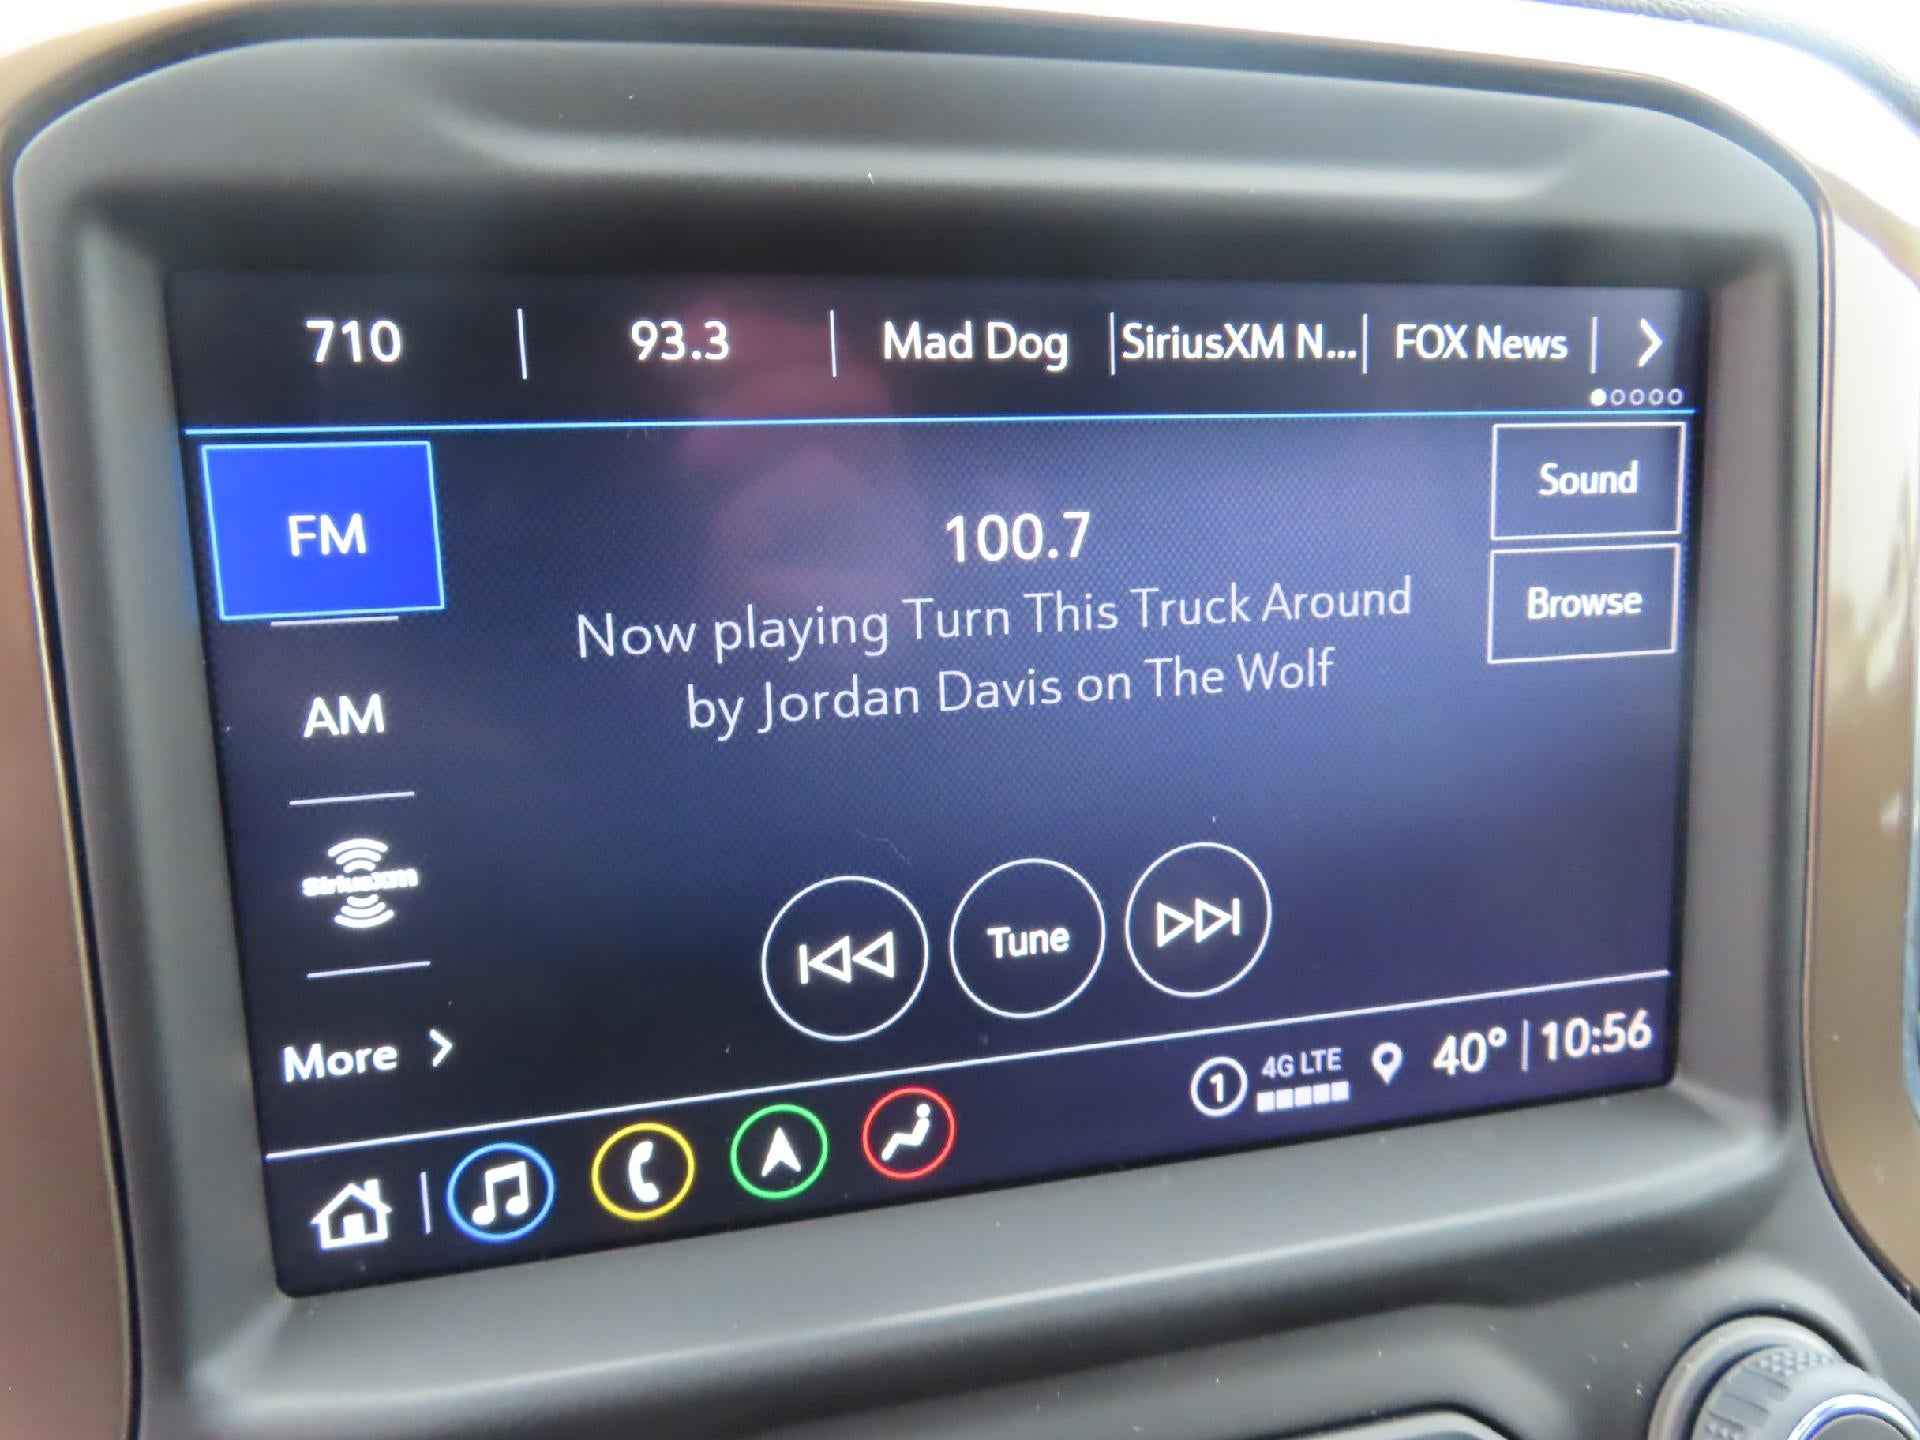 710 | 93.3 | Mad Dog | SiriusXM N... | FOX News | >
FM
Sound
100.7
Browse
Now playing Turn This Truck Around
by Jordan Davis on The Wolf
AM
SiriusXM
Tune
More >
1 4G LTE 40° | 10:56